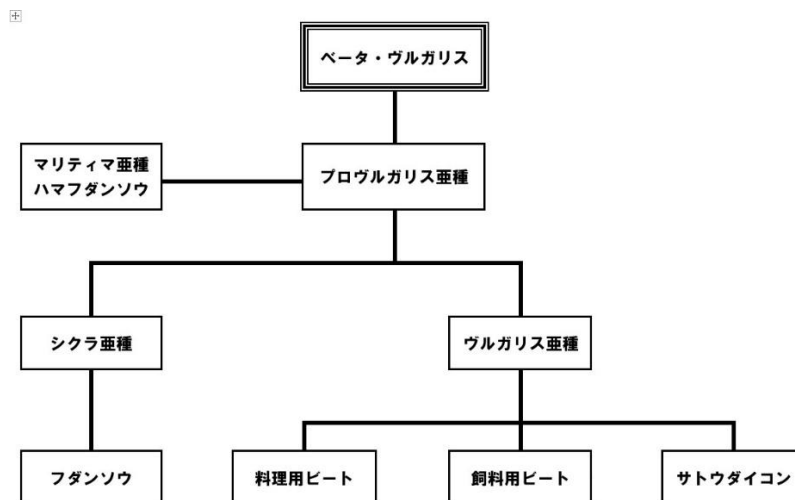 ベータ・ヴルガリス
マリティマ亜種
ハマフダンソウ
プロヴルガリス亜種
シクラ亜種
ヴルガリス亜種
フダンソウ
料理用ビート
飼料用ビート
サトウダイコン